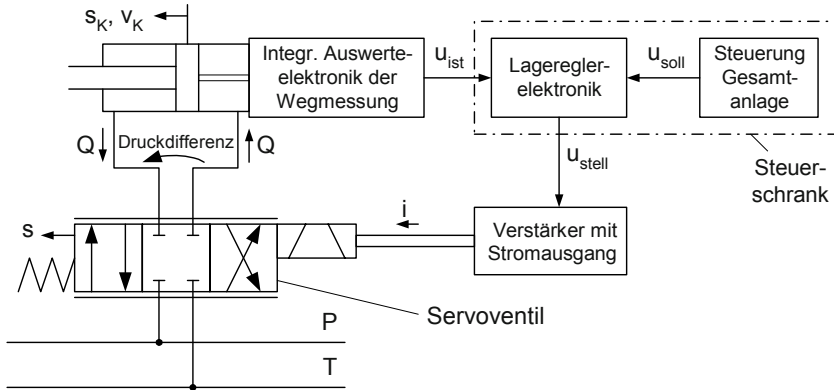 s_K, v_K
Integr. Auswerte-
elektronik der
Wegmessung
u_ist
Lageregler-
elektronik
u_soll
Steuerung
Gesamt-
anlage
Q
Druckdifferenz
Q
u_stell
Steuer-
schrank
s
i
Verstärker mit
Stromausgang
Servoventil
P
T